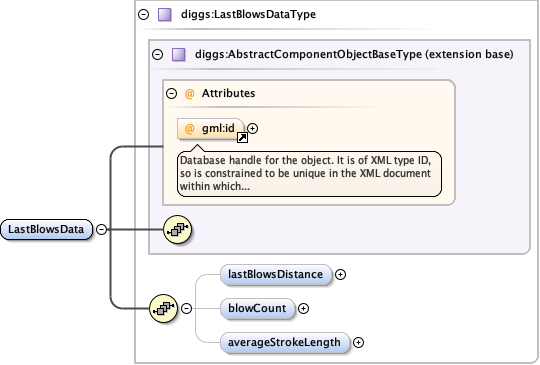 diggs:LastBlowsDataType
diggs:AbstractComponentObjectBaseType (extension base)
@ Attributes
@ gml:id
Database handle for the object. It is of XML type ID,
so is constrained to be unique in the XML document
within which...
LastBlowsData
lastBlowsDistance
blowCount
averageStrokeLength